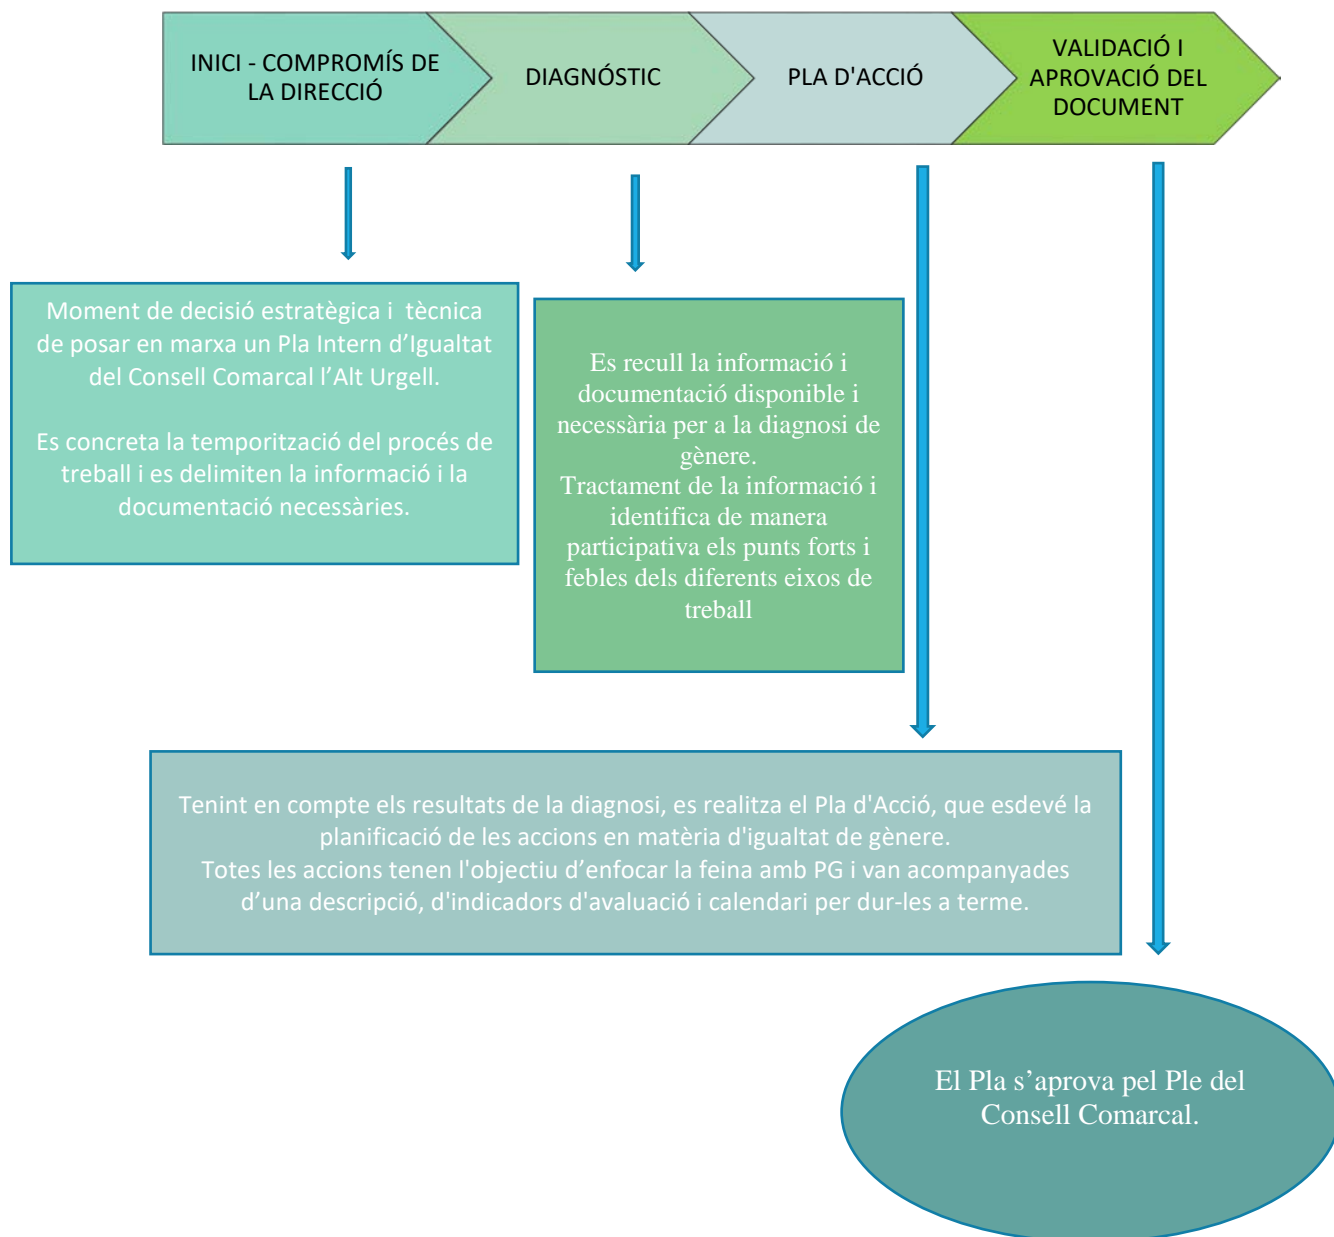 INICI - COMPROMÍS DE
LA DIRECCIÓ
DIAGNÓSTIC
PLA D'ACCIÓ
VALIDACIÓ I
APROVACIÓ DEL
DOCUMENT
Moment de decisió estratègica i tècnica
de posar en marxa un Pla Intern d’Igualtat
del Consell Comarcal l’Alt Urgell.
Es concreta la temporització del procés de
treball i es delimiten la informació i la
documentació necessàries.
Es recull la informació i
documentació disponible i
necessària per a la diagnosi de
gènere.
Tractament de la informació i
identifica de manera
participativa els punts forts i
febles dels diferents eixos de
treball
Tenint en compte els resultats de la diagnosi, es realitza el Pla d'Acció, que esdevé la
planificació de les accions en matèria d'igualtat de gènere.
Totes les accions tenen l'objectiu d’enfocar la feina amb PG i van acompanyades
d’una descripció, d'indicadors d'avaluació i calendari per dur-les a terme.
El Pla s’aprova pel Ple del
Consell Comarcal.